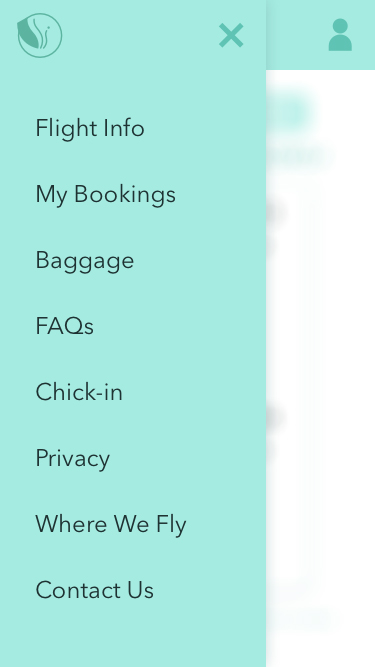 Flight Info
My Bookings
Baggage
FAQs
Chick-in
Privacy
Where We Fly
Contact Us